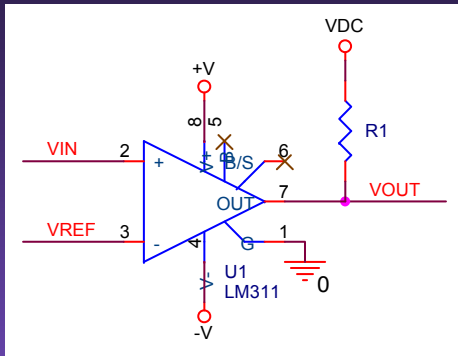 VDC
+V
8
5
V+
B
B/S
6
R1
VIN
2
+
7
VOUT
OUT
VREF
3
-
4
G
1
V-
U1
LM311
0
-V